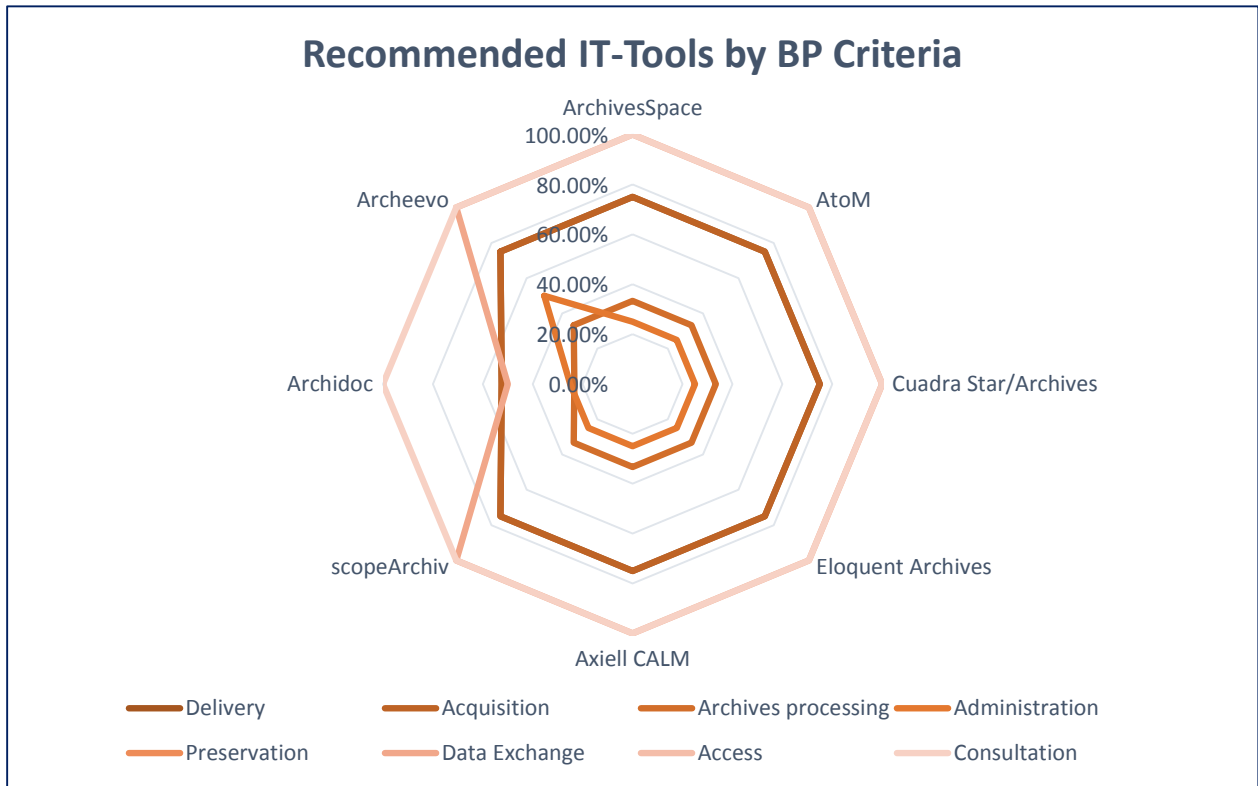 Recommended IT-Tools by BP Criteria
ArchivesSpace
100.00%
80.00%
60.00%
40.00%
20.00%
0.00%
AtoM
Cuadra Star/Archives
Eloquent Archives
Axiell CALM
scopeArchiv
Archidoc
Archeevo
Delivery
Acquisition
Archives processing
Administration
Preservation
Data Exchange
Access
Consultation